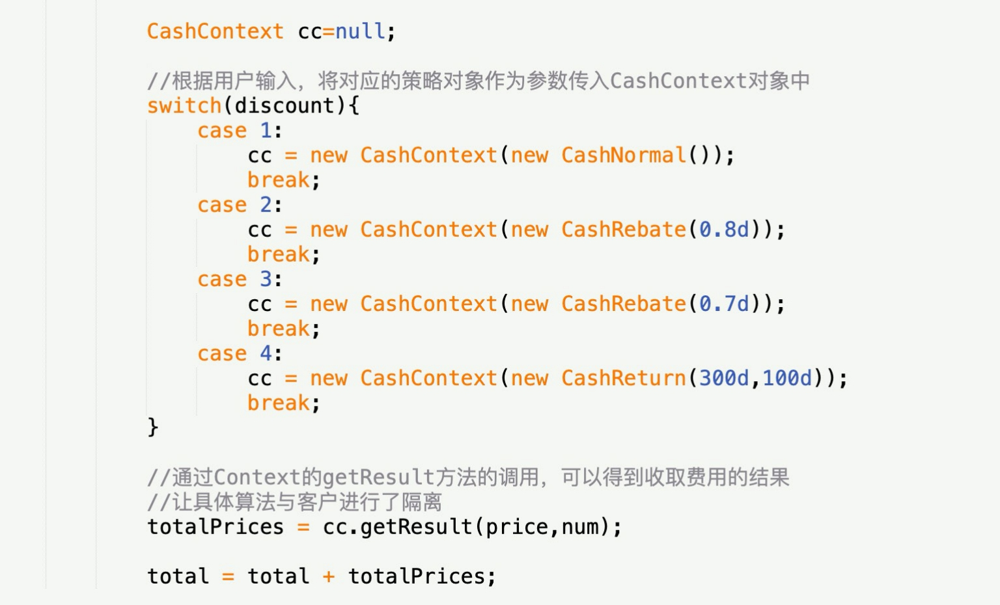 CashContext cc=null;
//根据用户输入，将对应的策略对象作为参数传入CashContext对象中
switch(discount){
case 1:
cc = new CashContext(new CashNormal());
break;
case 2:
cc = new CashContext(new CashRebate(0.8d));
break;
case 3:
cc = new CashContext(new CashRebate(0.7d));
break;
case 4:
cc = new CashContext(new CashReturn(300d,100d));
break;
}
//通过Context的getResult方法的调用，可以得到收取费用的结果
//让具体算法与客户进行了隔离
totalPrices = cc.getResult(price,num);
total = total + totalPrices;